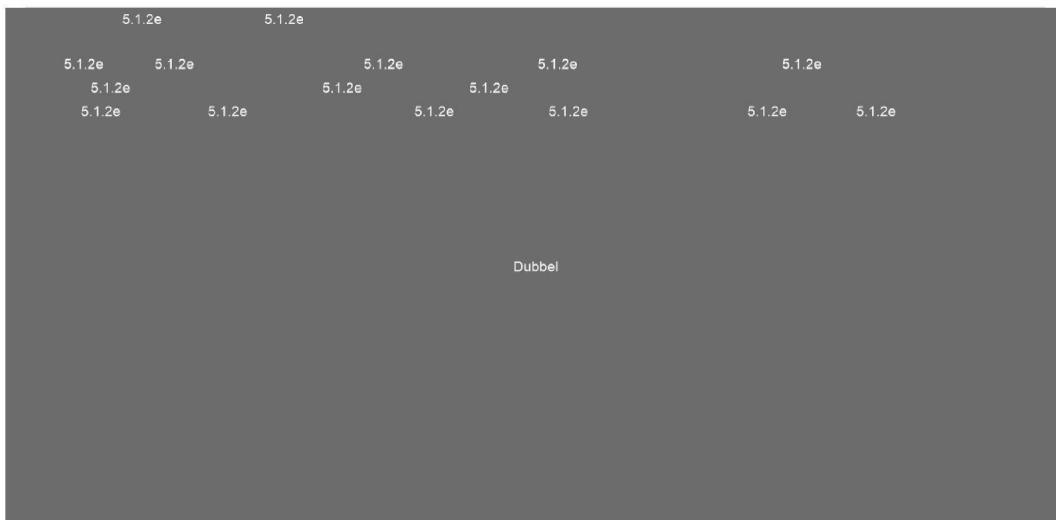 5.1.2e 5.1.2e
5.1.2e 5.1.2e 5.1.2e 5.1.2e 5.1.2e
5.1.2e 5.1.2e 5.1.2e
5.1.2e 5.1.2e 5.1.2e 5.1.2e 5.1.2e 5.1.2e
Dubbel